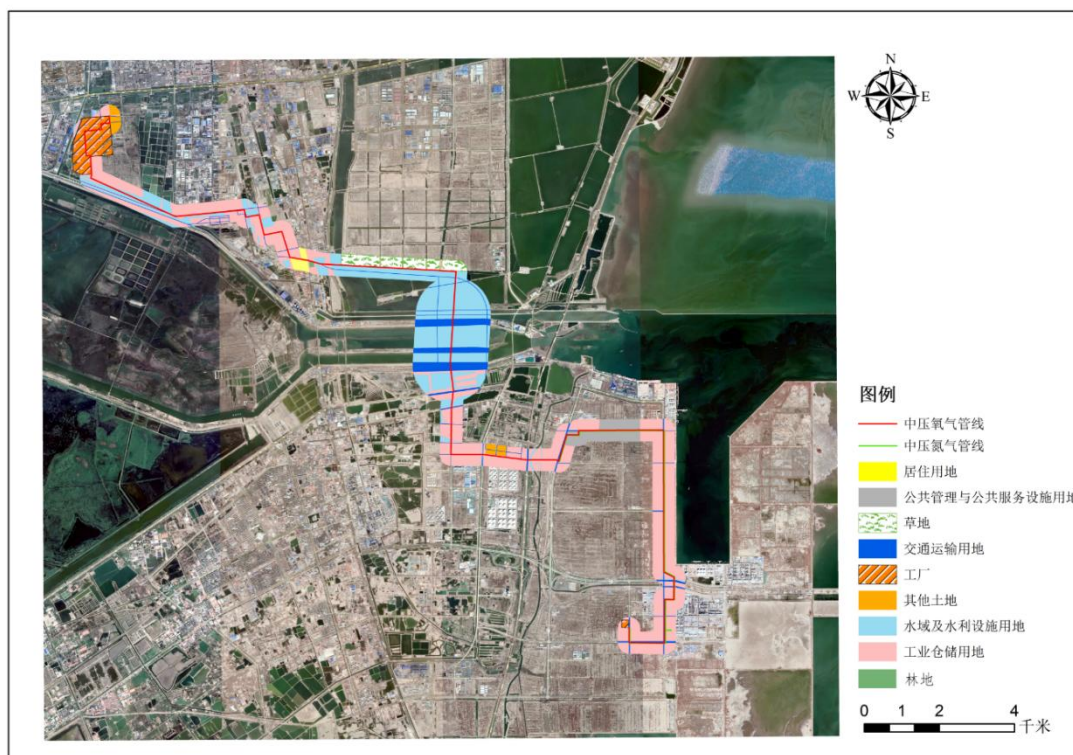 N
W E
S
图例
中压氧气管线
中压氮气管线
居住用地
公共管理与公共服务设施用地
草地
交通运输用地
工厂
其他土地
水域及水利设施用地
工业仓储用地
林地
0 1 2 4
千米